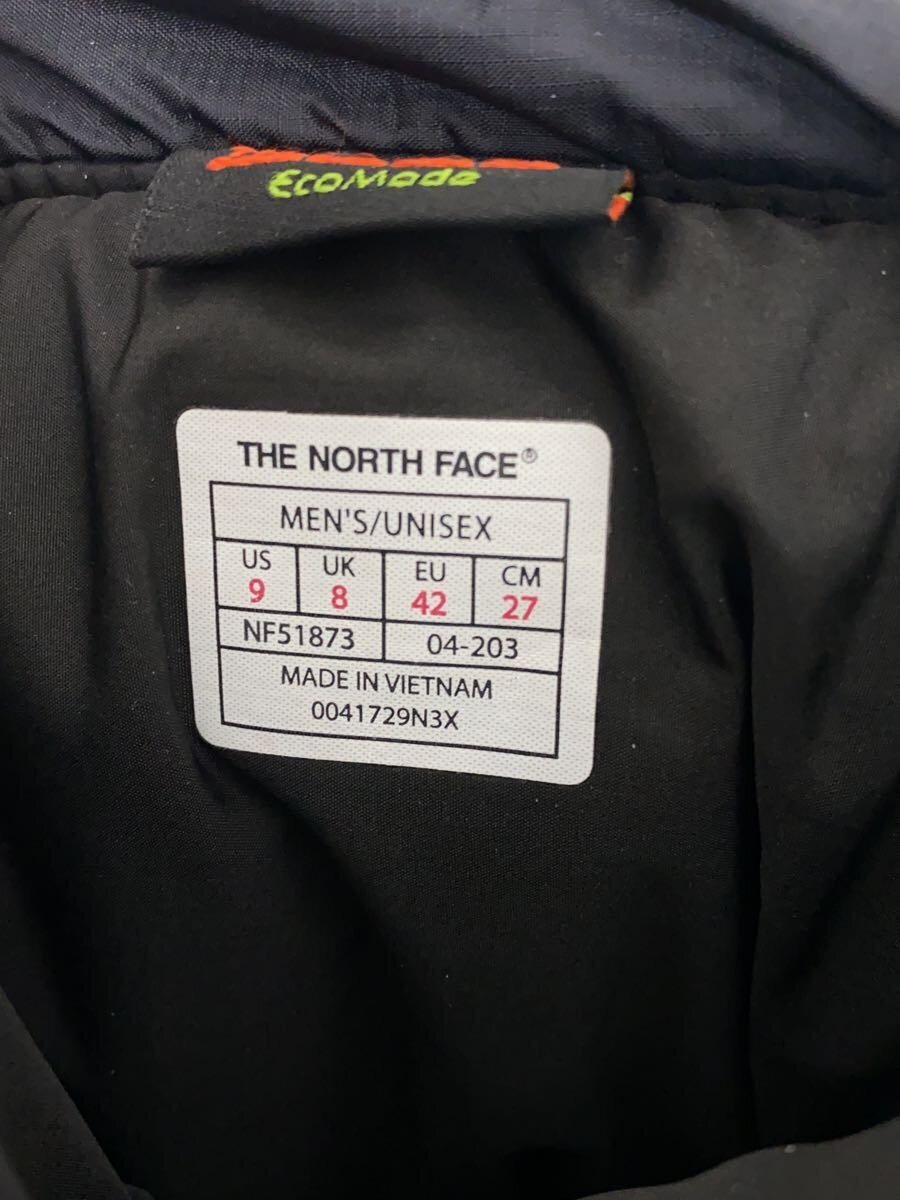 EcoMade
THE NORTH FACE®
MEN'S/UNISEX
US UK EU CM
9 8 42 27
NF51873 04-203
MADE IN VIETNAM
0041729N3X